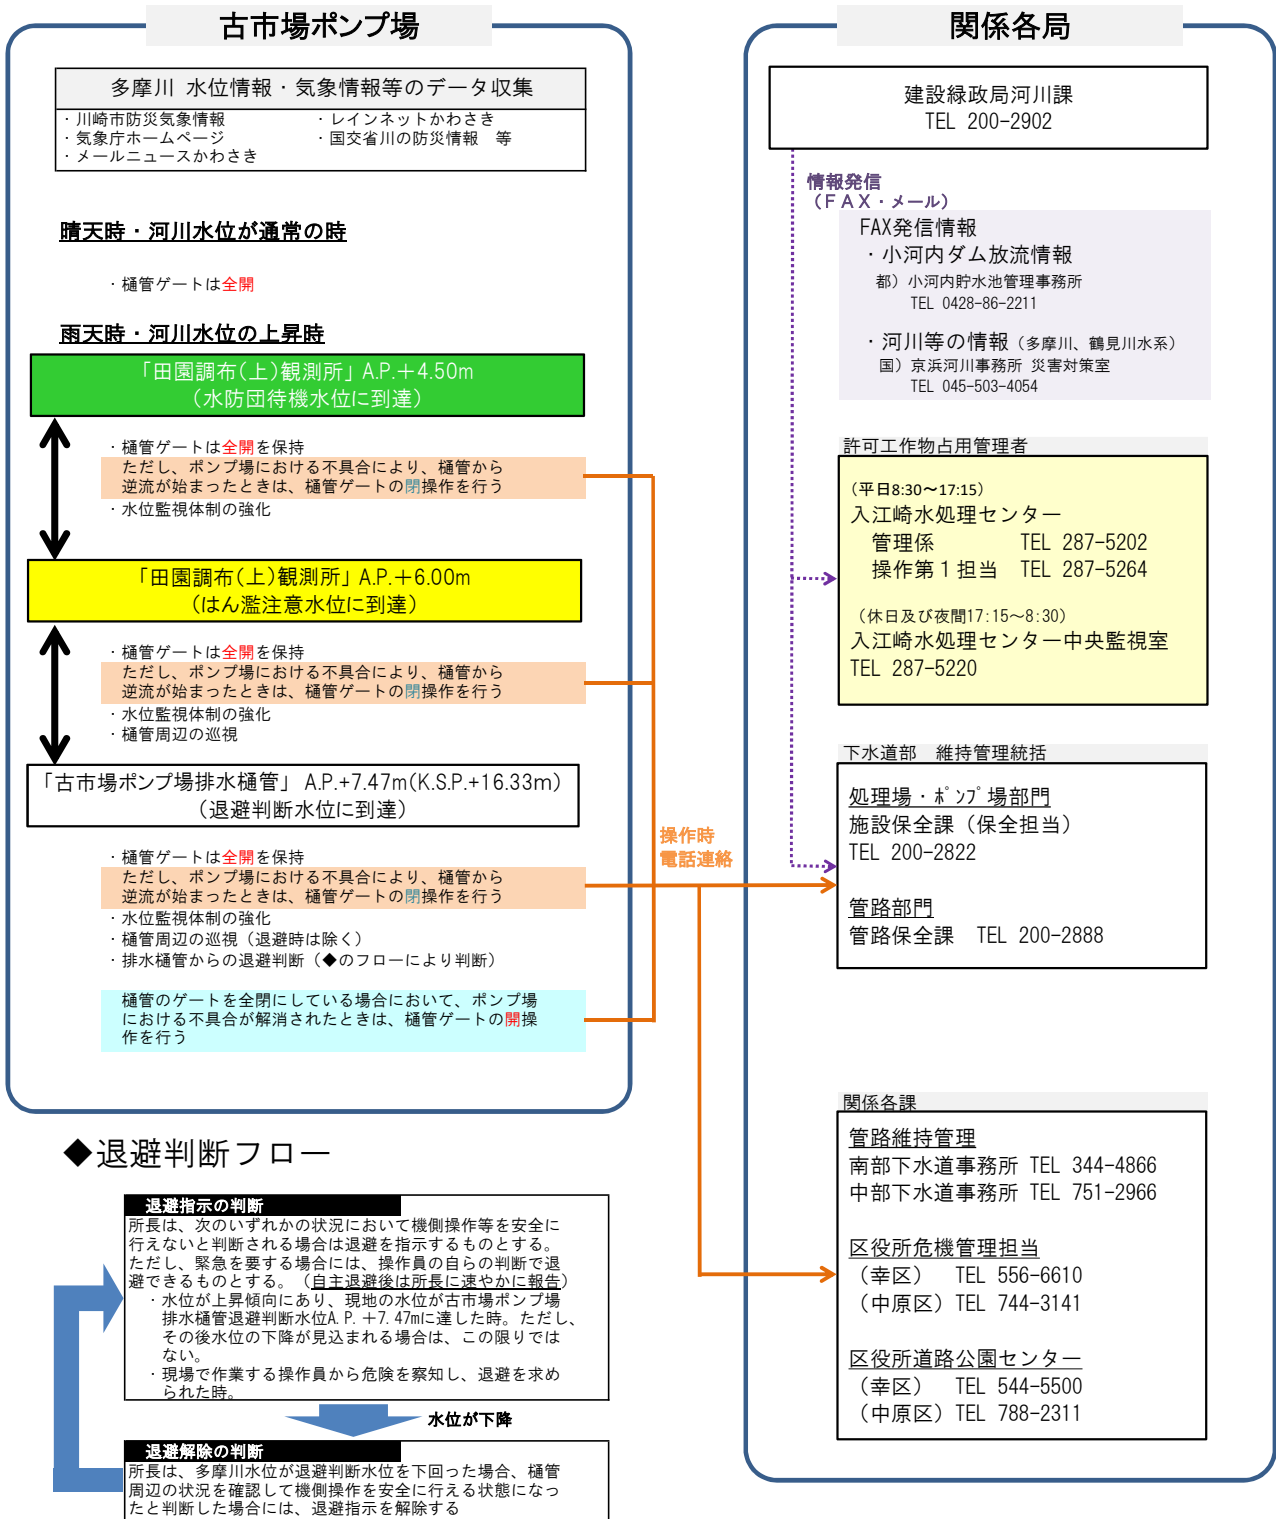 古市場ポンプ場
多摩川 水位情報・気象情報等のデータ収集
・川崎市防災気象情報　・レインネットかわさき
・気象庁ホームページ　・国交省川の防災情報　等
・メールニュースかわさき
晴天時・河川水位が通常の時
・樋管ゲートは全開
雨天時・河川水位の上昇時
「田園調布(上)観測所」A.P.＋4.50m
（水防団待機水位に到達）
・樋管ゲートは全開を保持
ただし、ポンプ場における不具合により、樋管から
逆流が始まったときは、樋管ゲートの閉操作を行う
・水位監視体制の強化
「田園調布(上)観測所」A.P.＋6.00m
（はん濫注意水位に到達）
・樋管ゲートは全開を保持
ただし、ポンプ場における不具合により、樋管から
逆流が始まったときは、樋管ゲートの閉操作を行う
・水位監視体制の強化
・樋管周辺の巡視
「古市場ポンプ場排水樋管」A.P.+7.47m(K.S.P.+16.33m)
（退避判断水位に到達）
・樋管ゲートは全開を保持
ただし、ポンプ場における不具合により、樋管から
逆流が始まったときは、樋管ゲートの閉操作を行う
・水位監視体制の強化
・樋管周辺の巡視（退避時は除く）
・排水樋管からの退避判断（◆のフローにより判断）
樋管のゲートを全閉にしている場合において、ポンプ場
における不具合が解消されたときは、樋管ゲートの開操
作を行う
操作時
電話連絡
◆退避判断フロー
退避指示の判断
所長は、次のいずれかの状況において機側操作等を安全に
行えないと判断される場合は退避を指示するものとする。
ただし、緊急を要する場合には、操作員の自らの判断で退
避できるものとする。（自主退避後は所長に速やかに報告）
・水位が上昇傾向にあり、現地の水位が古市場ポンプ場
排水樋管退避判断水位A.P.+7.47mに達した時。ただし、
その後水位の下降が見込まれる場合は、この限りでは
ない。
・現場で作業する操作員から危険を察知し、退避を求め
られた時。
水位が下降
退避解除の判断
所長は、多摩川水位が退避判断水位を下回った場合、樋管
周辺の状況を確認して機側操作を安全に行える状態になっ
たと判断した場合には、退避指示を解除する
関係各局
建設緑政局河川課
TEL 200-2902
情報発信
（ＦＡＸ・メール）
FAX発信情報
・小河内ダム放流情報
都）小河内貯水池管理事務所
TEL 0428-86-2211
・河川等の情報（多摩川、鶴見川水系）
国）京浜河川事務所 災害対策室
TEL 045-503-4054
許可工作物占用管理者
（平日8:30～17:15）
入江崎水処理センター
管理係　TEL 287-5202
操作第１担当　TEL 287-5264
（休日及び夜間17:15～8:30）
入江崎水処理センター中央監視室
TEL 287-5220
下水道部　維持管理統括
処理場・ﾎﾟﾝﾌﾟ場部門
施設保全課（保全担当）
TEL 200-2822
管路部門
管路保全課　TEL 200-2888
関係各課
管路維持管理
南部下水道事務所 TEL 344-4866
中部下水道事務所 TEL 751-2966
区役所危機管理担当
（幸区）　TEL 556-6610
（中原区）TEL 744-3141
区役所道路公園センター
（幸区）　TEL 544-5500
（中原区）TEL 788-2311